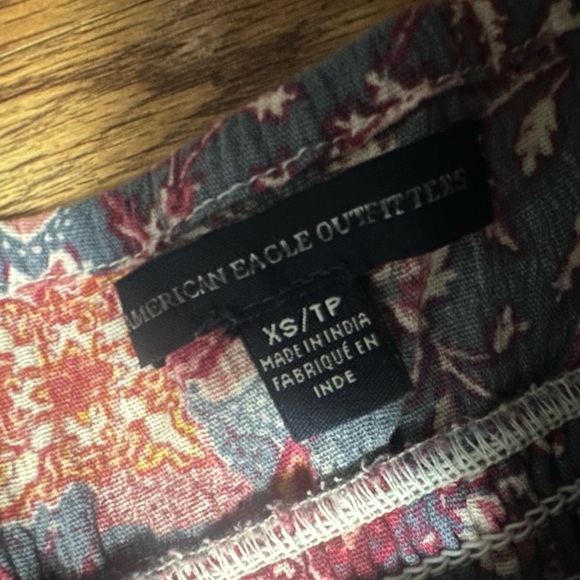 AMERICAN EAGLE OUTFITTERS
XS/TP
MADE IN INDIA
FABRIQUÉ EN
INDE